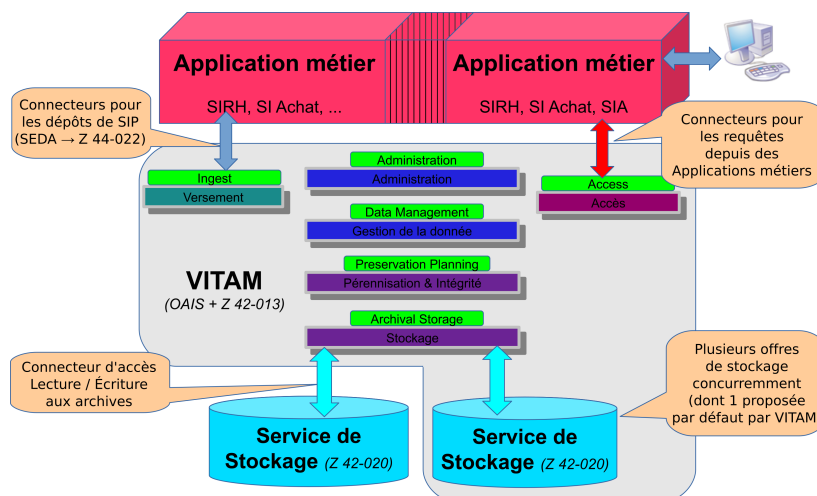 Application métier
SIRH, SI Achat, ...
Application métier
SIRH, SI Achat, SIA
Connecteurs pour
les dépôts de SIP
(SEDA → Z 44-022)
Connecteurs pour
les requêtes
depuis des
Applications métiers
Ingest
Versement
Administration
Administration
Access
Accès
Data Management
Gestion de la donnée
Preservation Planning
Pérennisation & Intégrité
VITAM
(OAIS + Z 42-013)
Archival Storage
Stockage
Connecteur d'accès
Lecture / Écriture
aux archives
Plusieurs offres
de stockage
concurremment
(dont 1 proposée
par défaut par VITAM
Service de
Stockage (Z 42-020)
Service de
Stockage (Z 42-020)